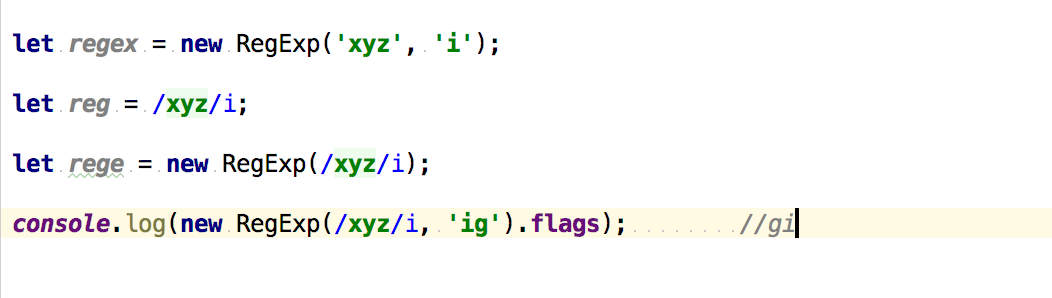 let regex = new RegExp('xyz', 'i');
let reg = /xyz/i;
let rege = new RegExp(/xyz/i);
console.log(new RegExp(/xyz/i, 'ig').flags);        //gi